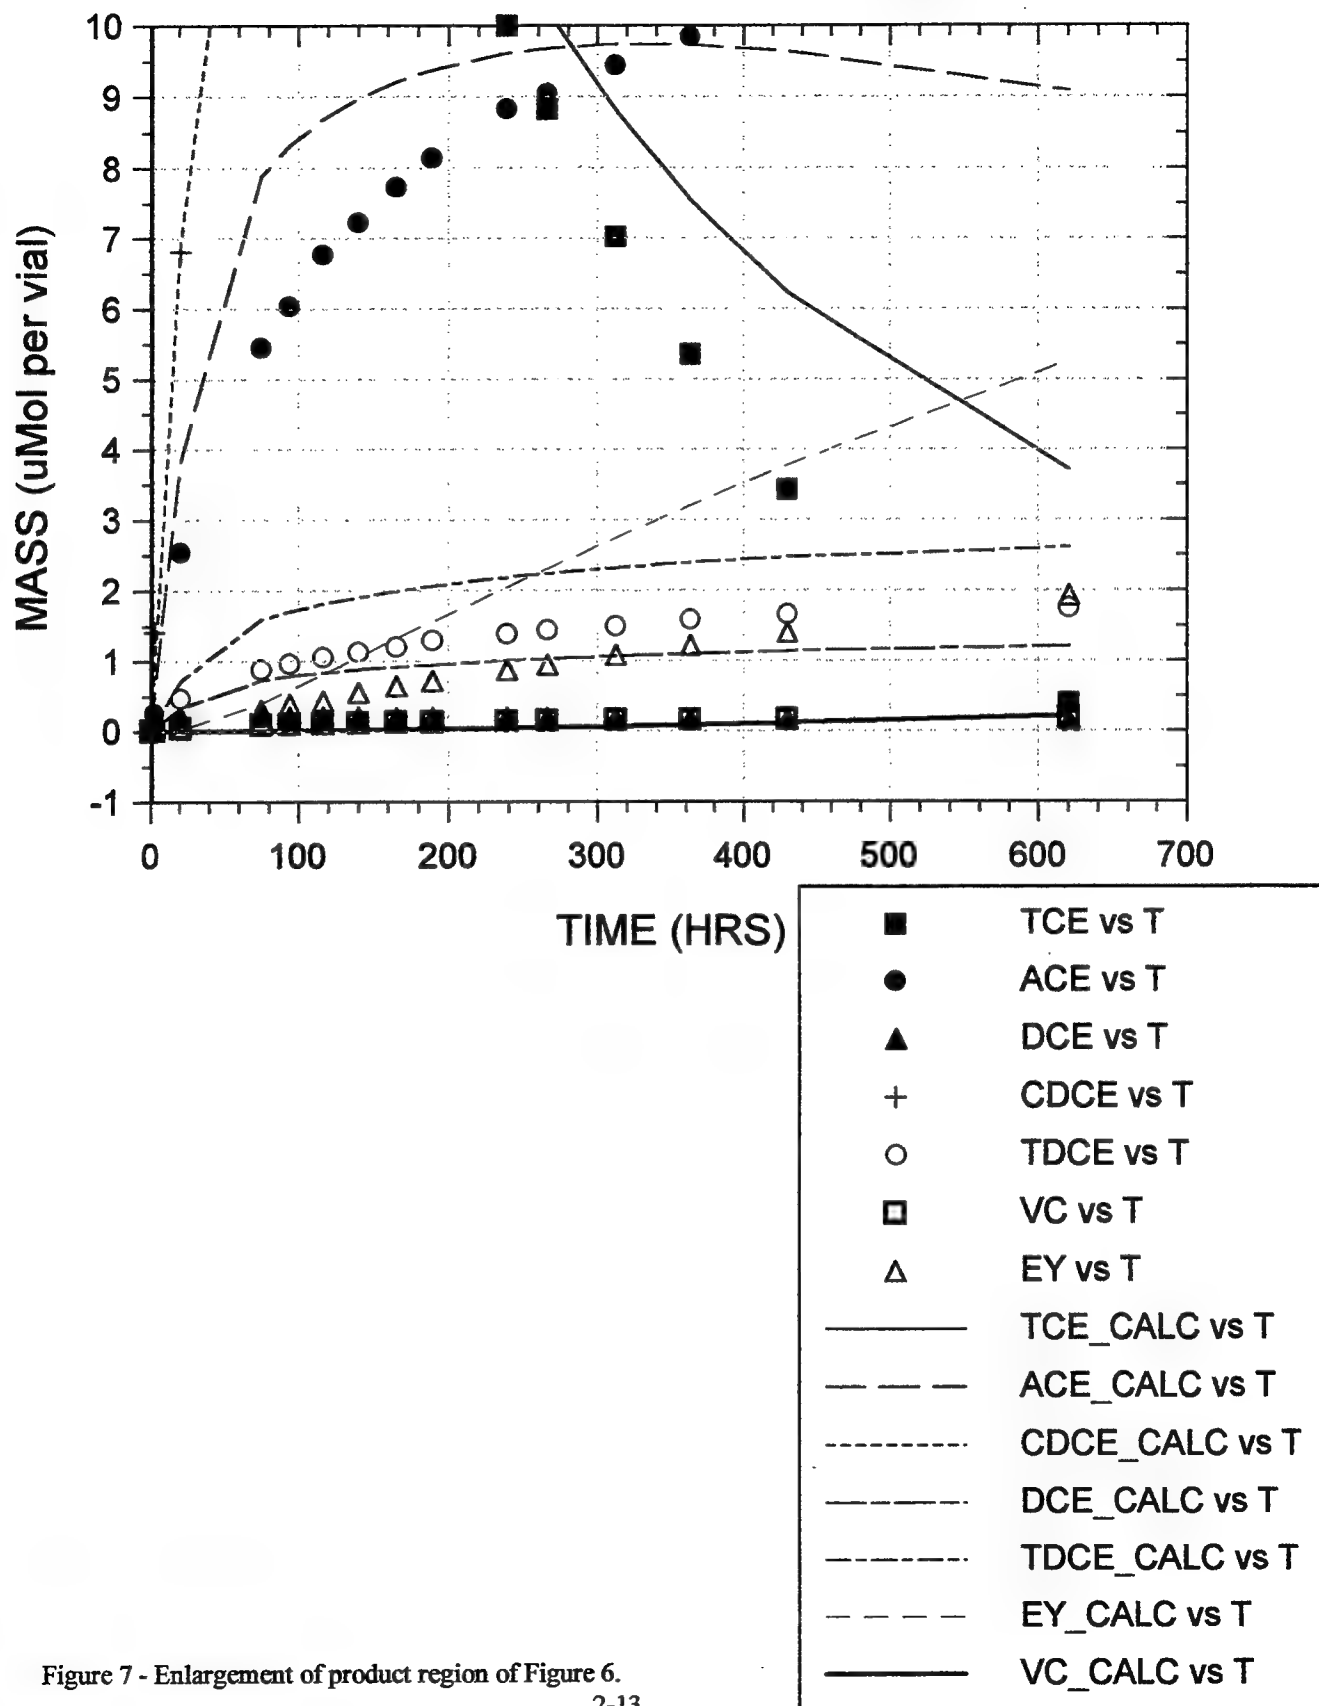 10
9
8
7
6
5
4
3
2
1
0
-1
MASS (uMol per vial)
0 100 200 300 400 500 600 700
TIME (HRS)
TCE vs T
ACE vs T
DCE vs T
CDCE vs T
TDCE vs T
VC vs T
EY vs T
TCE_CALC vs T
ACE_CALC vs T
CDCE_CALC vs T
DCE_CALC vs T
TDCE_CALC vs T
EY_CALC vs T
VC_CALC vs T
Figure 7 - Enlargement of product region of Figure 6.
2-13